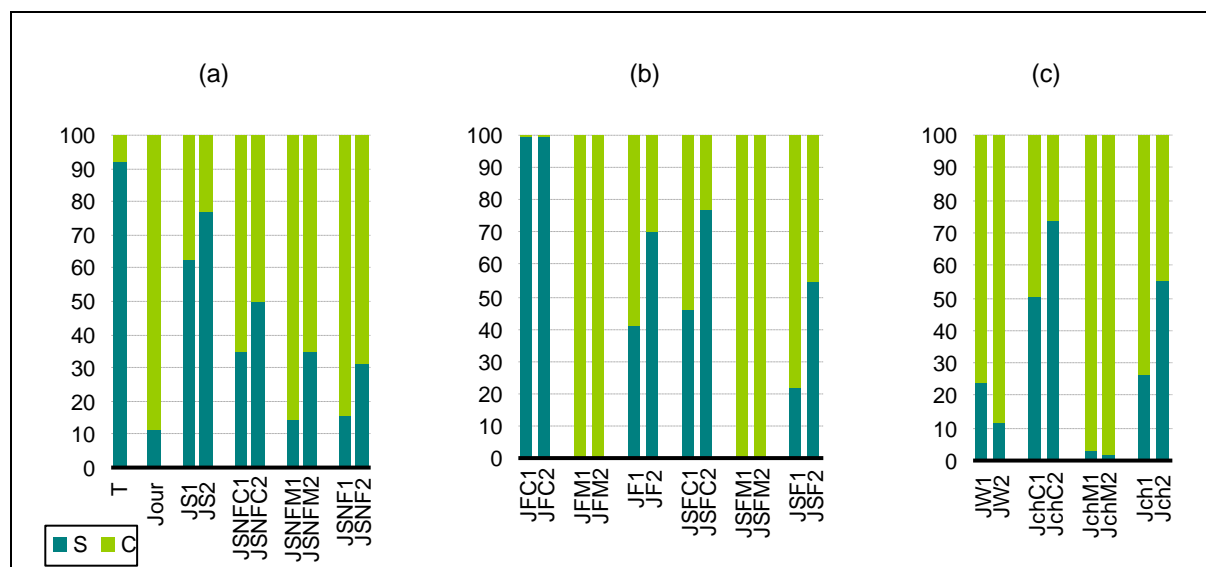 (a)
(b)
(c)
100
90
80
70
60
50
40
30
20
10
0
T
Jour
JS1
JS2
JSNFC1
JSNFC2
JSNFM1
JSNFM2
JSNF1
JSNF2
100
90
80
70
60
50
40
30
20
10
0
JFC1
JFC2
JFM1
JFM2
JF1
JF2
JSFC1
JSFC2
JSFM1
JSFM2
JSF1
JSF2
100
90
80
70
60
50
40
30
20
10
0
JW1
JW2
JchC1
JchC2
JchM1
JchM2
Jch1
Jch2
S C